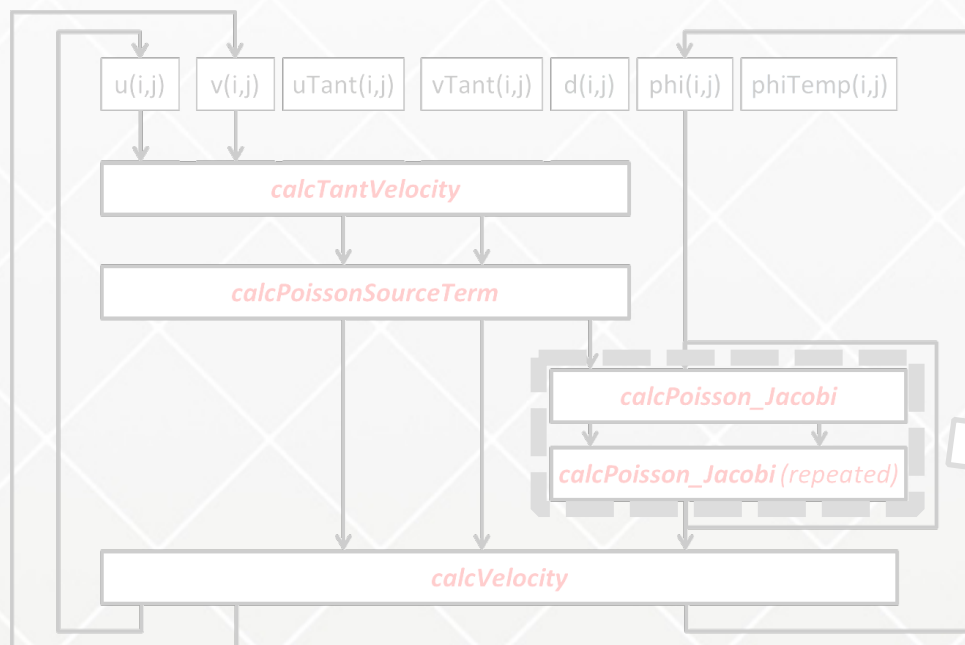 u(i,j) v(i,j) uTant(i,j) vTant(i,j) d(i,j) phi(i,j) phiTemp(i,j)
calcTantVelocity
calcPoissonSourceTerm
calcPoisson_Jacobi
calcPoisson_Jacobi (repeated)
calcVelocity